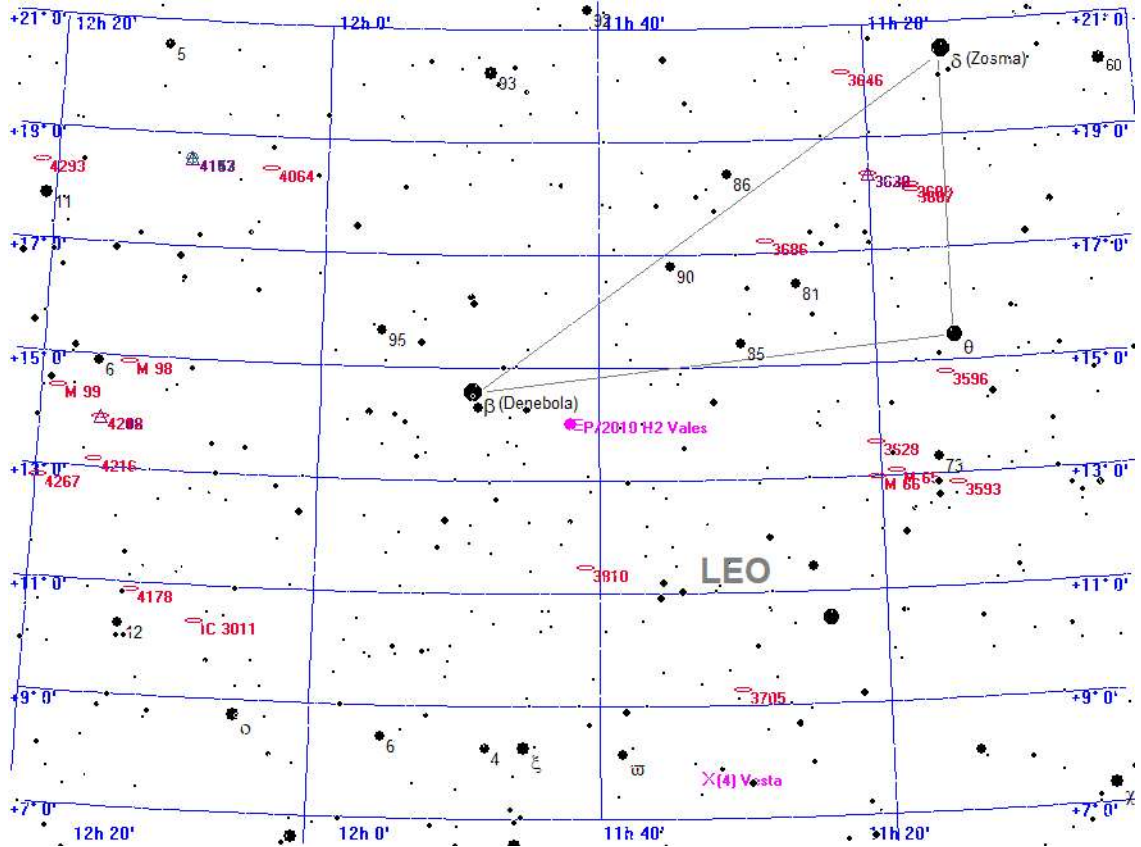 +21° 0'
12h 20'
12h 0'
92
11h 40'
11h 20'
+21° 0'
5
93
3646
δ (Zosma)
60
+19° 0'
+19° 0'
4293
4064
11
86
+17° 0'
3686
+17° 0'
90
81
95
85
θ
+15° 0'
6
M 98
+15° 0'
M 99
3596
β (Denebola)
P/2010 H2 Vales
4216
3628
+13° 0'
4267
73
+13° 0'
M 66
M 65
3593
3810
LEO
+11° 0'
4178
+11° 0'
12
IC 3011
+9° 0'
3705
+9° 0'
ο
6
4
ξ
ϖ
(4) Vesta
χ
+7° 0'
+7° 0'
12h 20'
12h 0'
11h 40'
11h 20'